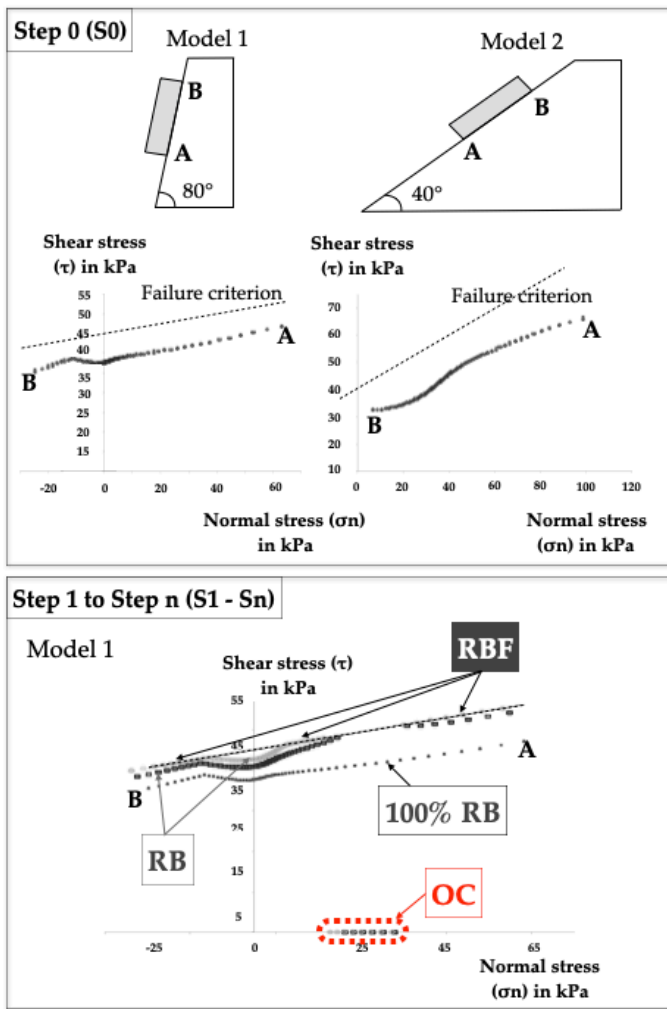 Step 0 (S0)
Model 1
Model 2
B
A
80°
B
A
40°
Shear stress
(τ) in kPa
55
50
45
40
35
30
25
20
15
Failure criterion
A
B
-20
0
20
40
60
Normal stress (σn)
in kPa
Shear stress
(τ) in kPa
70
60
50
40
30
20
10
Failure criterion
A
B
0
20
40
60
80
100
120
Normal stress
(σn) in kPa
Step 1 to Step n (S1 - Sn)
Model 1
Shear stress (τ)
in kPa
RBF
55
45
35
25
15
5
A
B
RB
100% RB
OC
-25
0
25
45
65
Normal stress
(σn) in kPa